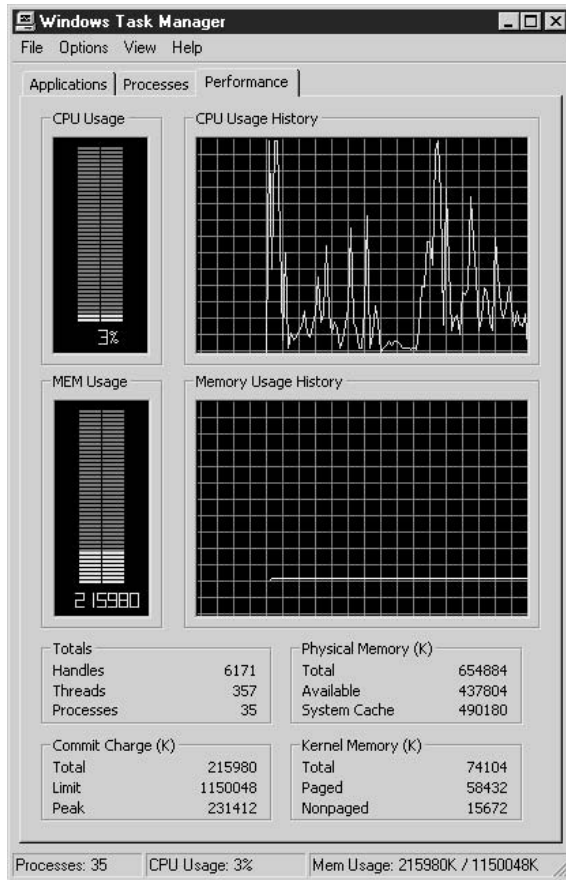 Windows Task Manager
File Options View Help
Applications Processes Performance
CPU Usage CPU Usage History
3%
MEM Usage Memory Usage History
215980
Totals Physical Memory (K)
Handles 6171 Total 654884
Threads 357 Available 437804
Processes 35 System Cache 490180
Commit Charge (K) Kernel Memory (K)
Total 215980 Total 74104
Limit 1150048 Paged 58432
Peak 231412 Nonpaged 15672
Processes: 35 CPU Usage: 3% Mem Usage: 215980K / 1150048K